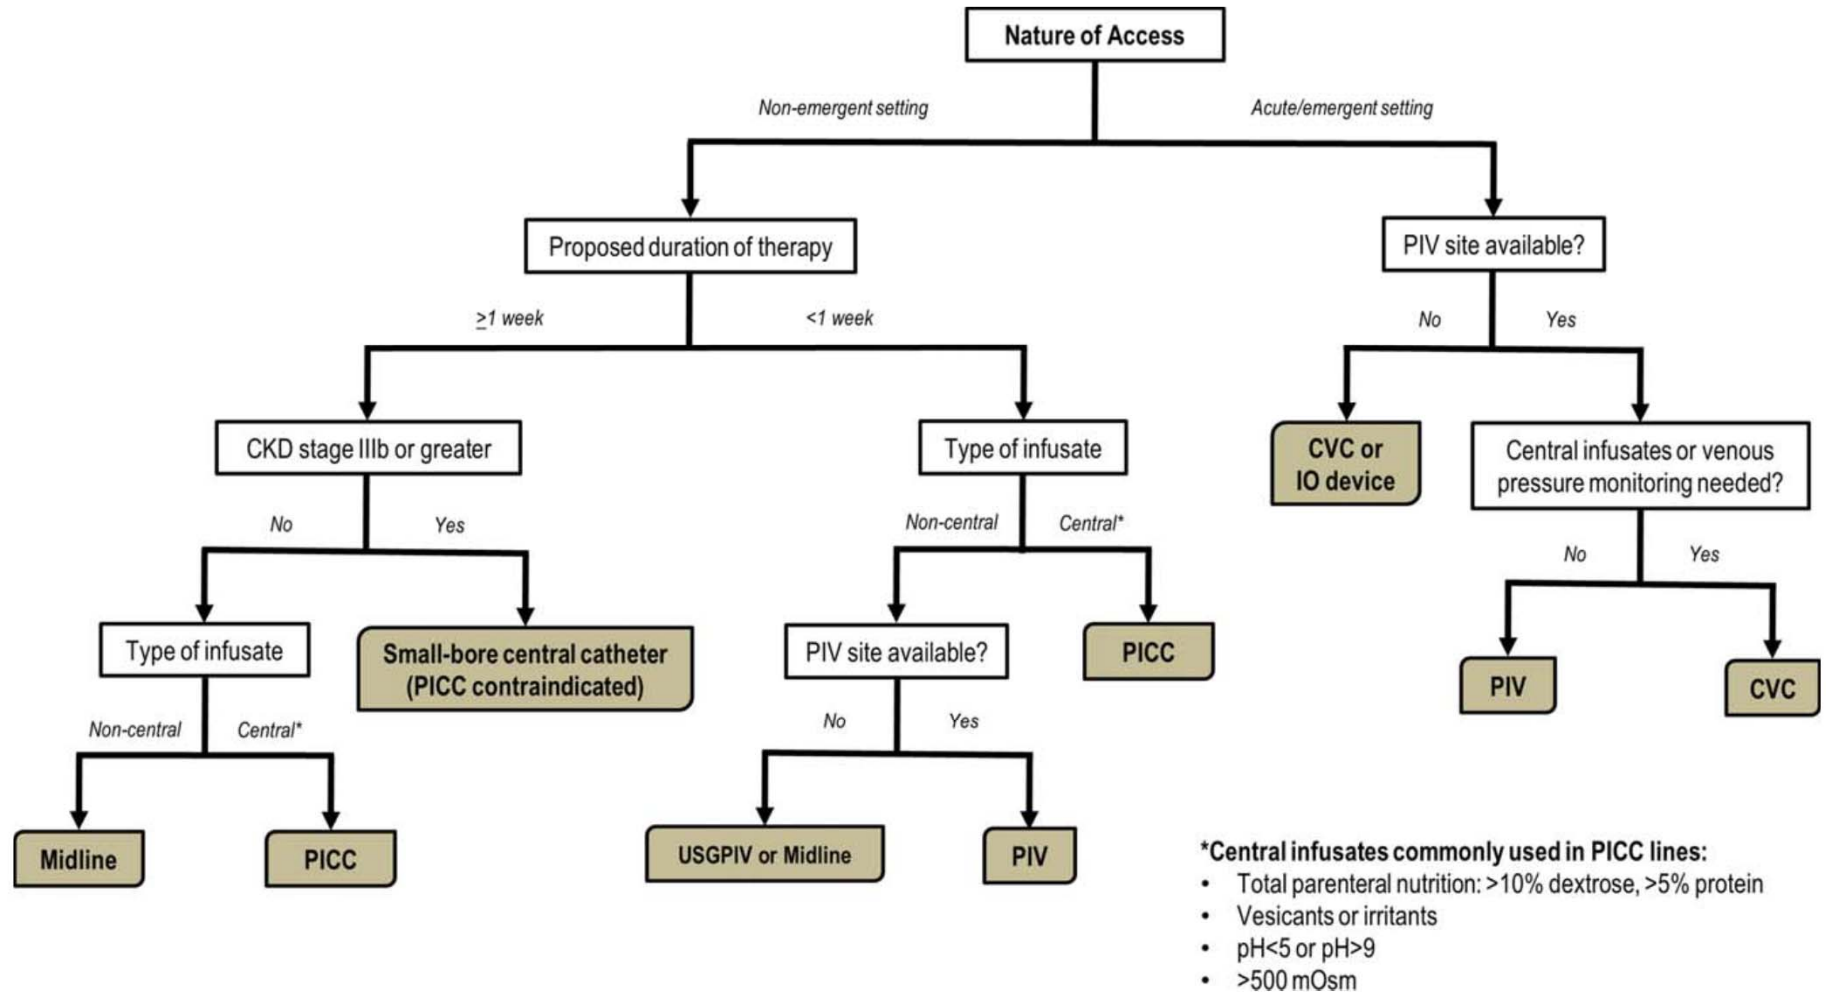 Nature of Access
Non-emergent setting
Acute/emergent setting
Proposed duration of therapy
PIV site available?
≥1 week
<1 week
No
Yes
CKD stage IIIb or greater
Type of infusate
CVC or
IO device
Central infusates or venous
pressure monitoring needed?
No
Yes
Non-central
Central*
No
Yes
Type of infusate
Small-bore central catheter
(PICC contraindicated)
PIV site available?
PICC
PIV
CVC
Non-central
Central*
No
Yes
Midline
PICC
USGPIV or Midline
PIV
*Central infusates commonly used in PICC lines:
• Total parenteral nutrition: >10% dextrose, >5% protein
• Vesicants or irritants
• pH<5 or pH>9
• >500 mOsm